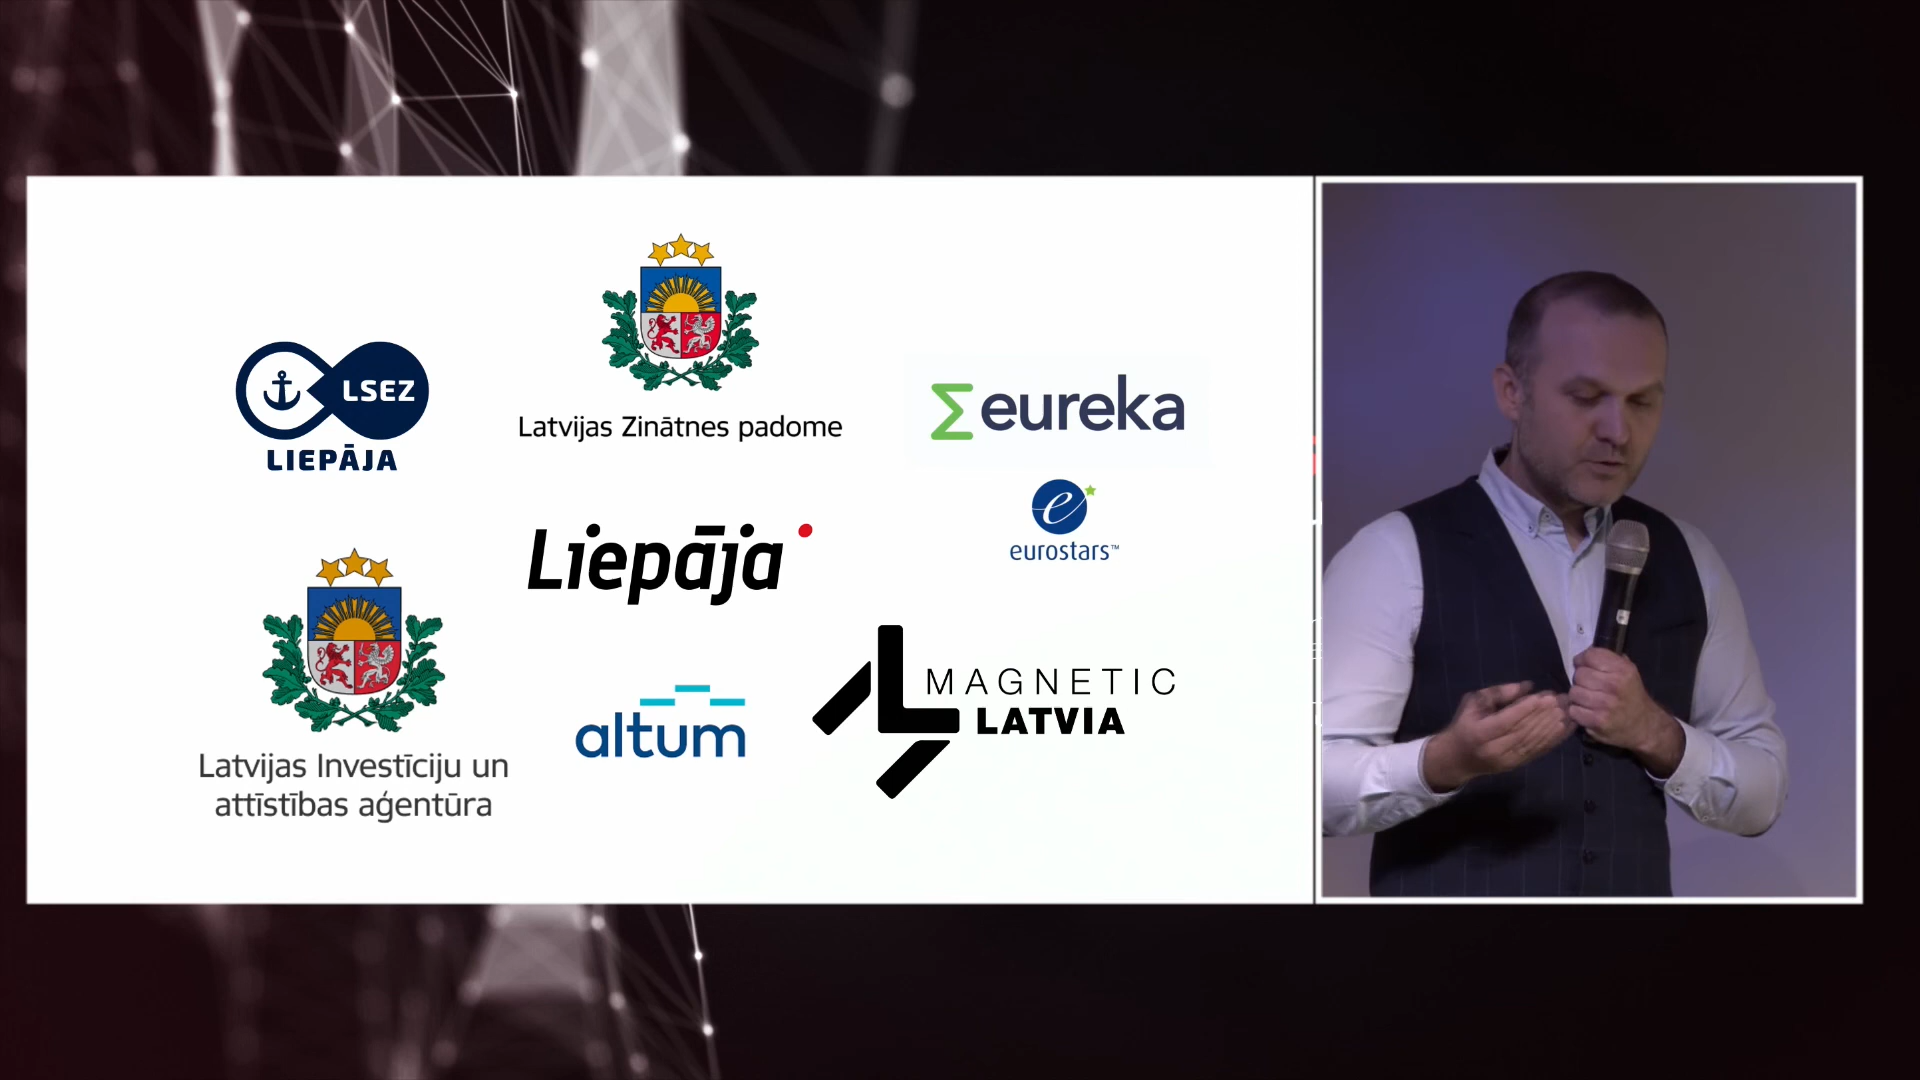 Latvijas Zinātnes padome
LSEZ
LIEPĀJA
eureka
eurostars™
Liepāja
Latvijas Investīciju un
attīstības aģentūra
altum
MAGNETIC
LATVIA